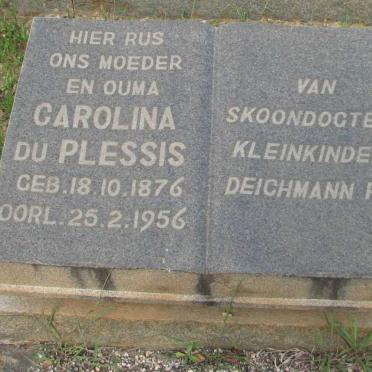 HIER RUS
ONS MOEDER
EN OUMA
CAROLINA
DU PLESSIS
GEB. 18.10.1876
OORL. 25.2.1956
VAN
SKOONDOGTE
KLEINKINDE
DEICHMANN